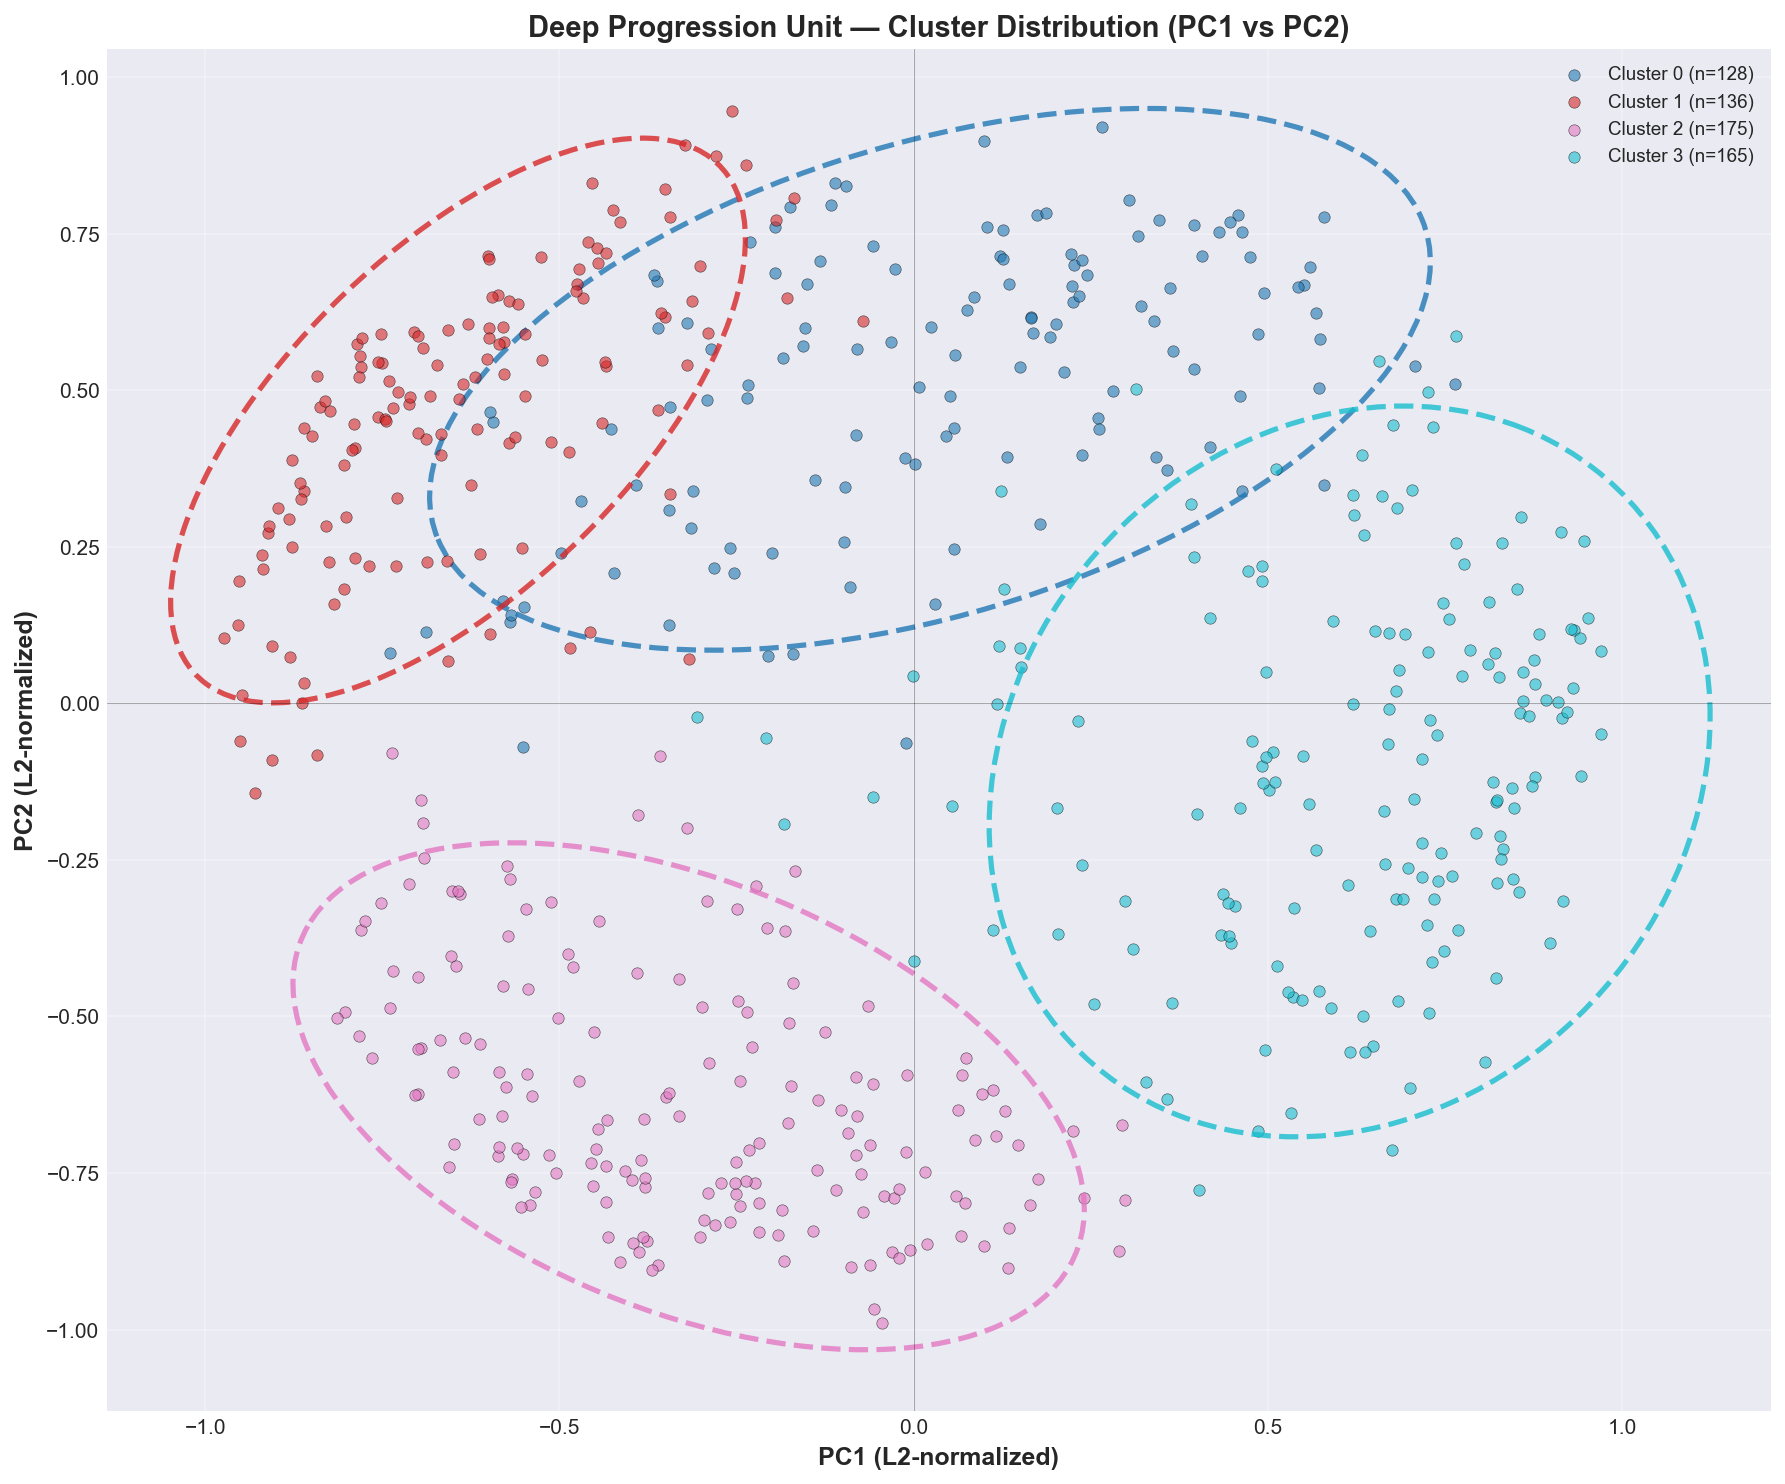 Deep Progression Unit — Cluster Distribution (PC1 vs PC2)
Cluster 0 (n=128)
Cluster 1 (n=136)
Cluster 2 (n=175)
Cluster 3 (n=165)
PC2 (L2-normalized)
1.00
0.75
0.50
0.25
0.00
−0.25
−0.50
−0.75
−1.00
−1.0
−0.5
0.0
0.5
1.0
PC1 (L2-normalized)